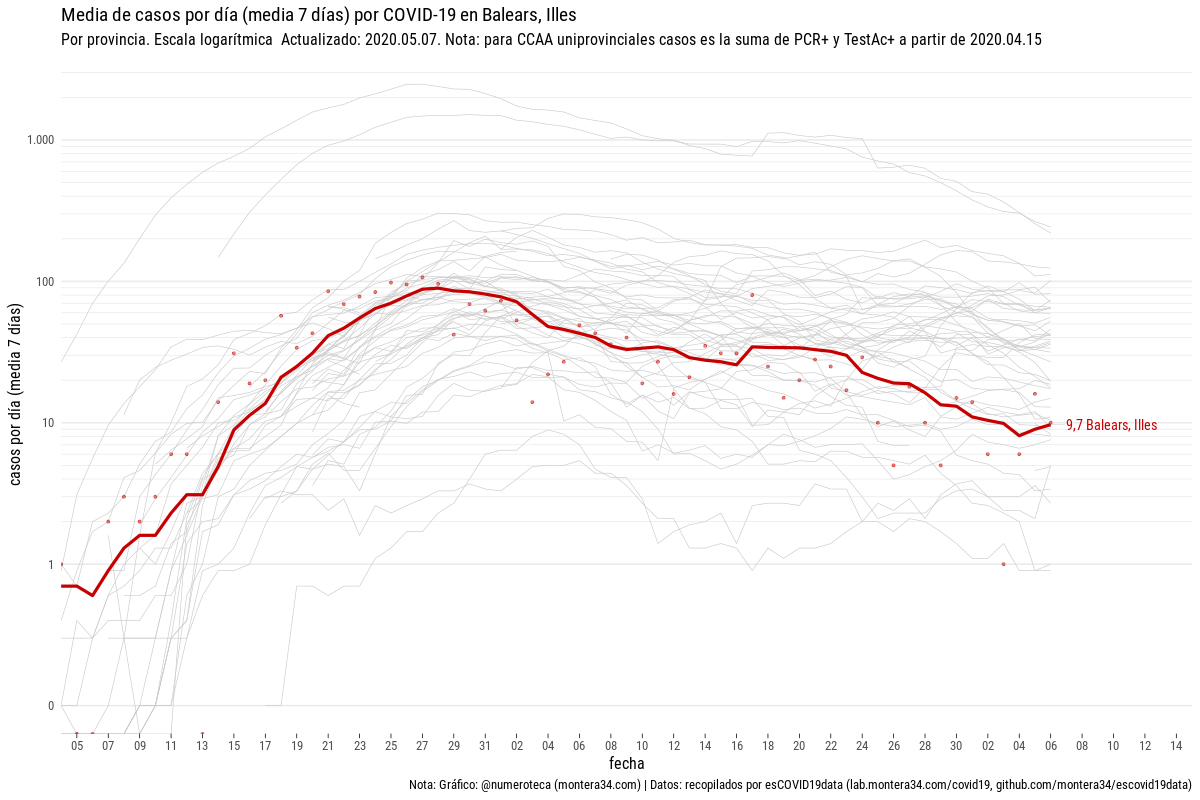 Media de casos por día (media 7 días) por COVID-19 en Balears, Illes
Por provincia. Escala logarítmica  Actualizado: 2020.05.07. Nota: para CCAA uniprovinciales casos es la suma de PCR+ y TestAc+ a partir de 2020.04.15
casos por día (media 7 días)
1.000
100
10
1
0
9,7 Balears, Illes
05 07 09 11 13 15 17 19 21 23 25 27 29 31 02 04 06 08 10 12 14 16 18 20 22 24 26 28 30 02 04 06 08 10 12 14
fecha
Nota: Gráfico: @numeroteca (montera34.com) | Datos: recopilados por esCOVID19data (lab.montera34.com/covid19, github.com/montera34/escovid19data)